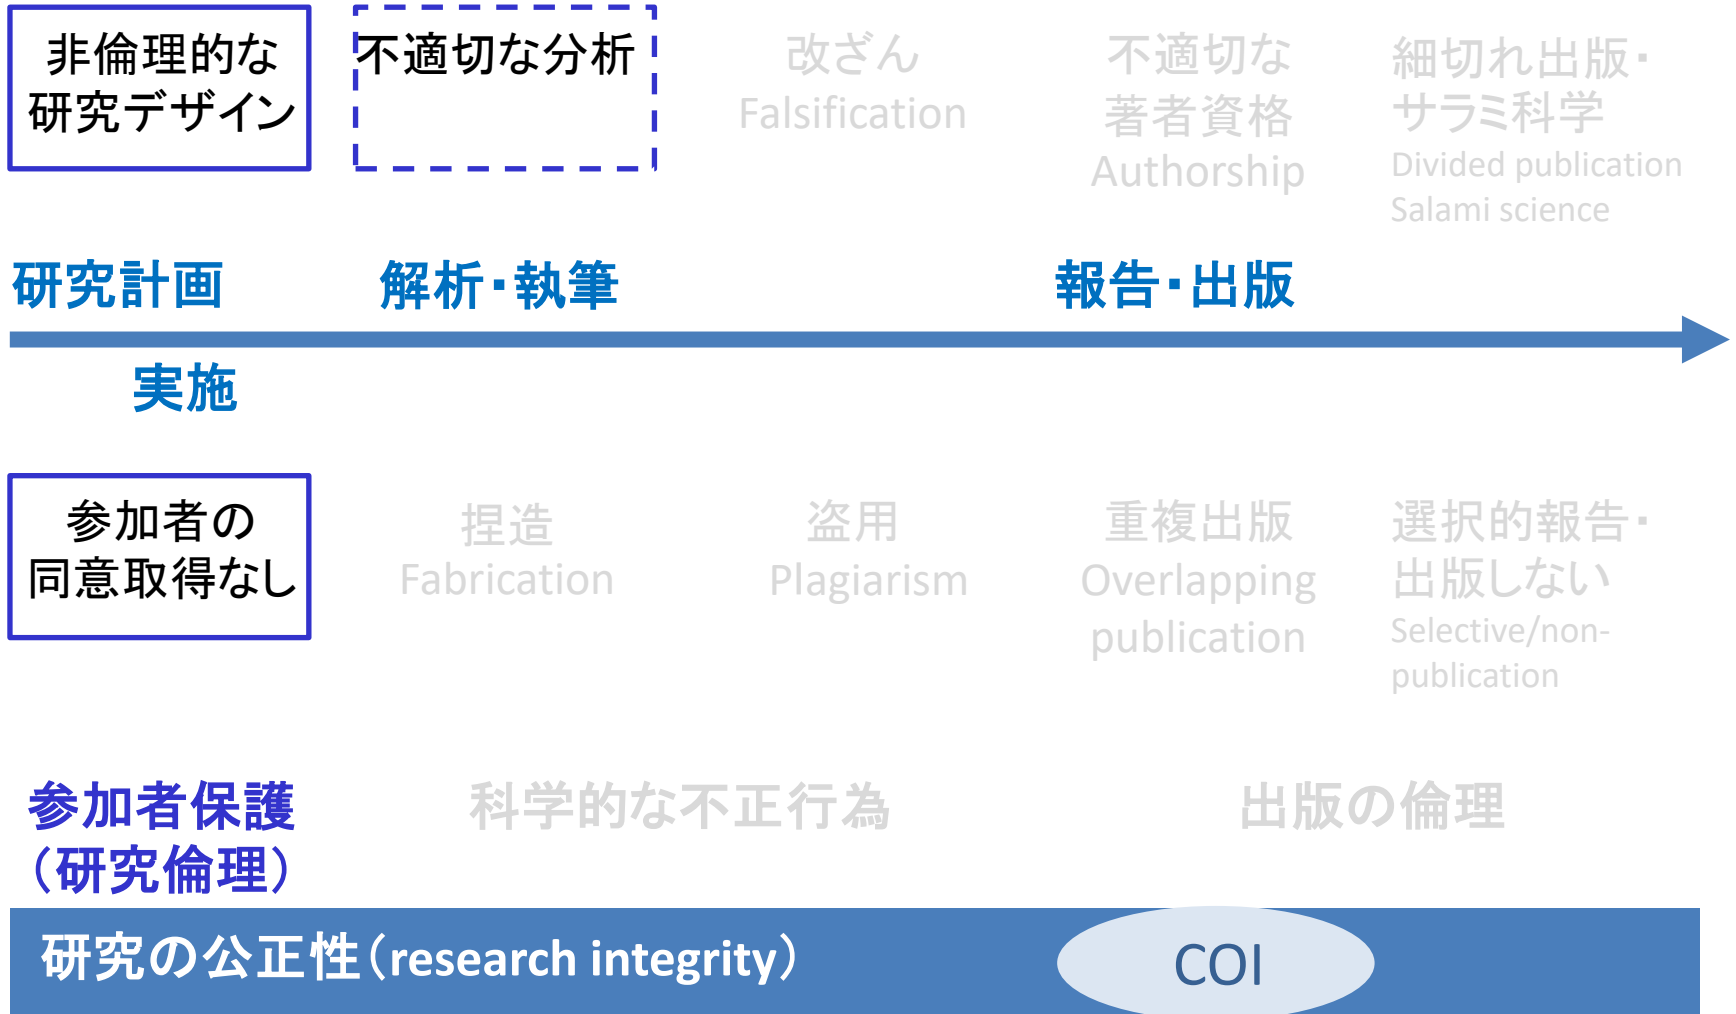 非倫理的な
研究デザイン
不適切な分析
改ざん
Falsification
不適切な
著者資格
Authorship
細切れ出版・
サラミ科学
Divided publication
Salami science
研究計画
解析・執筆
報告・出版
実施
参加者の
同意取得なし
捏造
Fabrication
盗用
Plagiarism
重複出版
Overlapping
publication
選択的報告・
出版しない
Selective/non-
publication
参加者保護
（研究倫理）
科学的な不正行為
出版の倫理
研究の公正性（research integrity）
COI